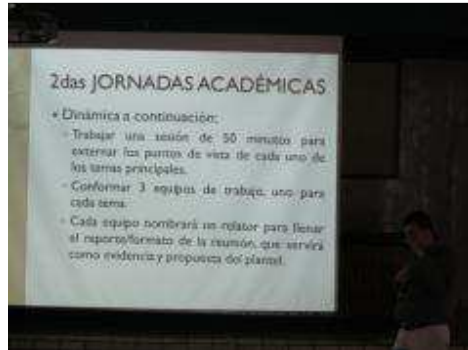 2das JORNADAS ACADÉMICAS
• Dinámica a continuación:
- Trabajar una sesión de 50 minutos para
externar los puntos de vista de cada uno de
los temas principales.
- Conformar 3 equipos de trabajo, uno para
cada tema.
- Cada equipo nombrará un relator para llenar
el reporte/formato de la reunión, que servirá
como evidencia y propuesta del plantel.